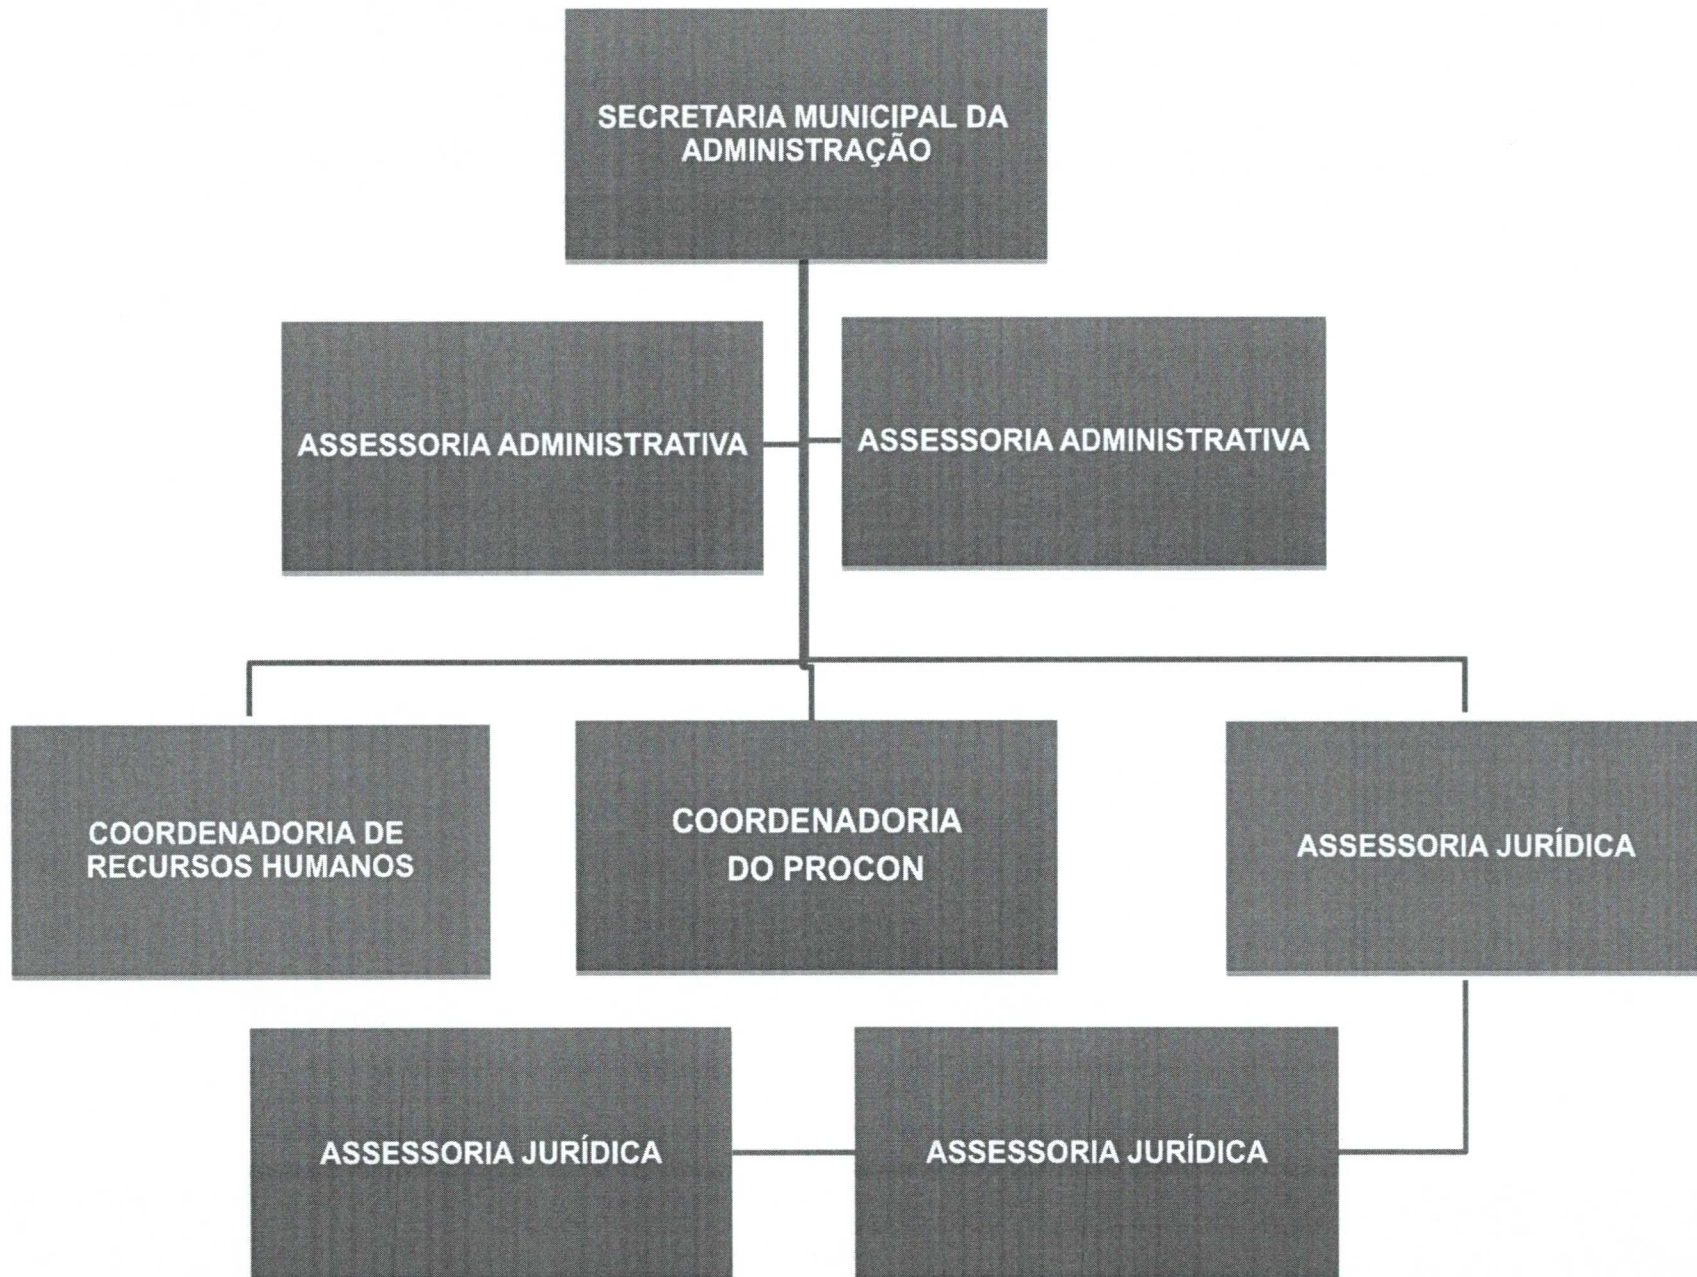 SECRETARIA MUNICIPAL DA
ADMINISTRAÇÃO
ASSESSORIA ADMINISTRATIVA
ASSESSORIA ADMINISTRATIVA
COORDENADORIA DE
RECURSOS HUMANOS
COORDENADORIA
DO PROCON
ASSESSORIA JURÍDICA
ASSESSORIA JURÍDICA
ASSESSORIA JURÍDICA